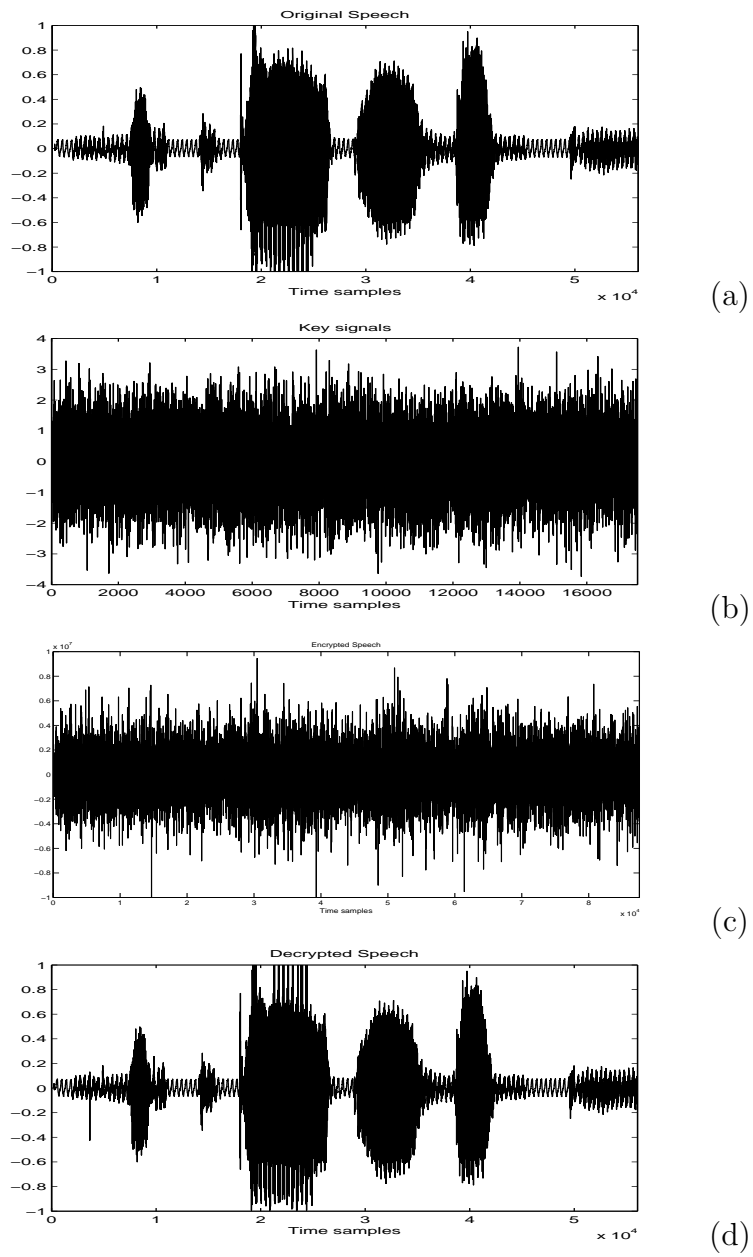 Original Speech
1
0.8
0.6
0.4
0.2
0
−0.2
−0.4
−0.6
−0.8
−1
0 1 2 3 4 5
Time samples
x 10^4
(a)
Key signals
4
3
2
1
0
−1
−2
−3
−4
0 2000 4000 6000 8000 10000 12000 14000 16000
Time samples
(b)
x 10^7
Encrypted Speech
1
0.8
0.6
0.4
0.2
0
−0.2
−0.4
−0.6
−0.8
−1
0 1 2 3 4 5 6 7 8
Time samples
x 10^4
(c)
Decrypted Speech
1
0.8
0.6
0.4
0.2
0
−0.2
−0.4
−0.6
−0.8
−1
0 1 2 3 4 5
Time samples
x 10^4
(d)